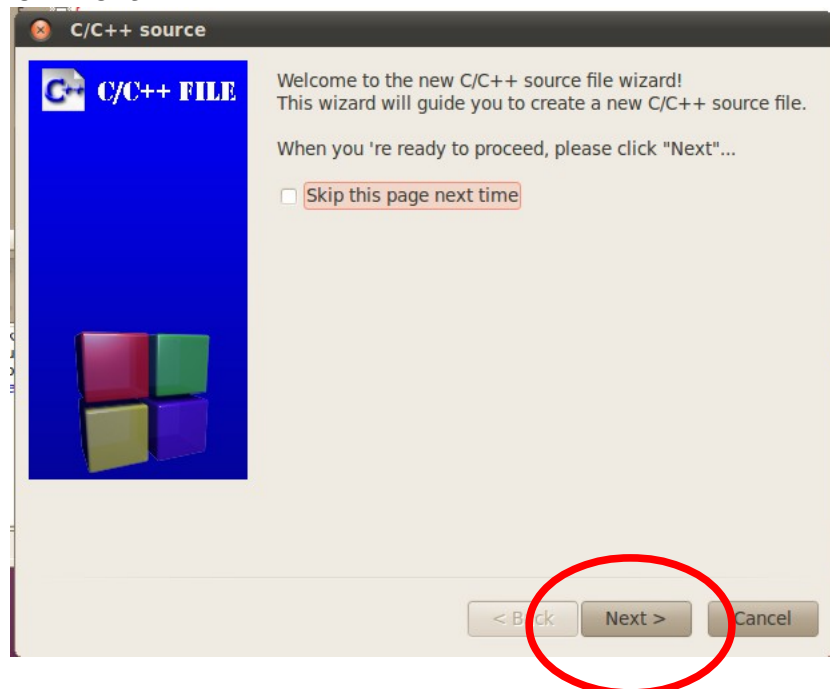 C/C++ source
C++ C/C++ FILE
Welcome to the new C/C++ source file wizard!
This wizard will guide you to create a new C/C++ source file.
When you 're ready to proceed, please click "Next"...
Skip this page next time
< Back Next > Cancel